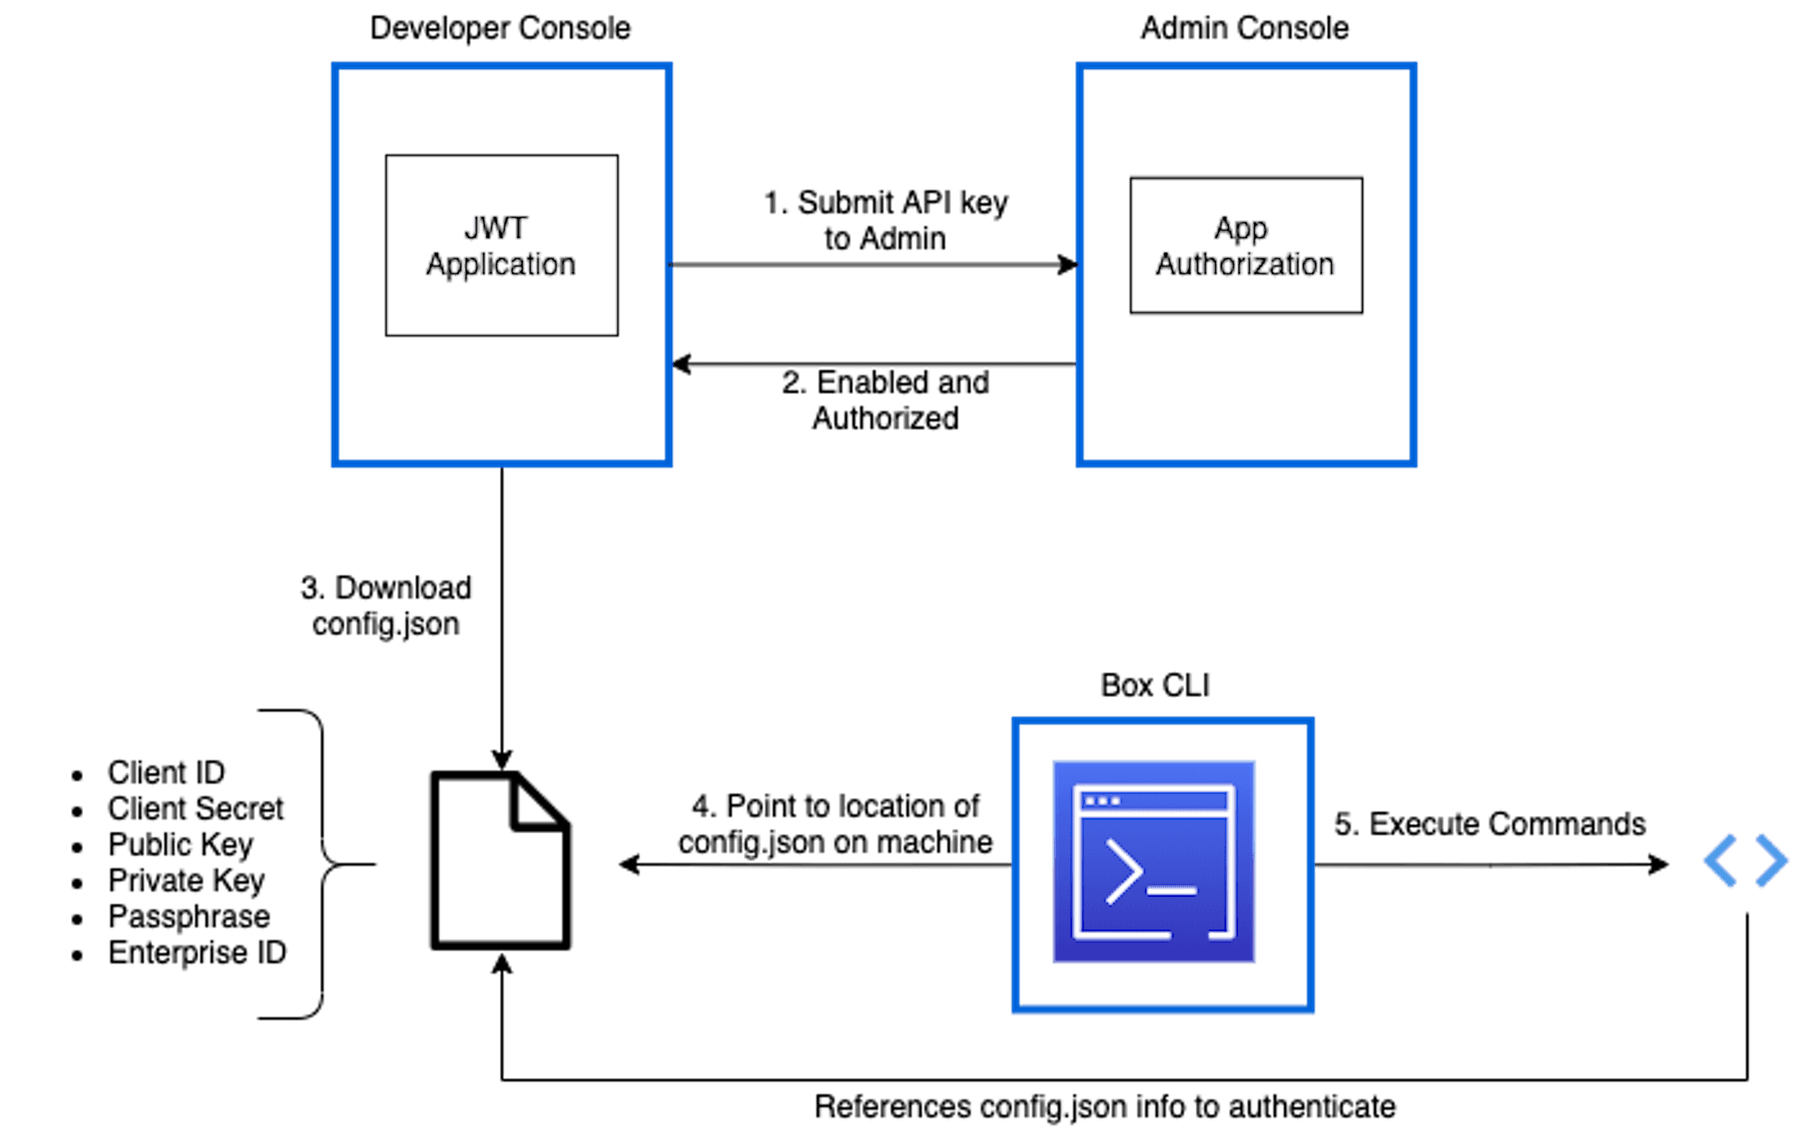 Developer Console
Admin Console
JWT
Application
1. Submit API key
to Admin
App
Authorization
2. Enabled and
Authorized
3. Download
config.json
Box CLI
• Client ID
• Client Secret
• Public Key
• Private Key
• Passphrase
• Enterprise ID
4. Point to location of
config.json on machine
5. Execute Commands
References config.json info to authenticate